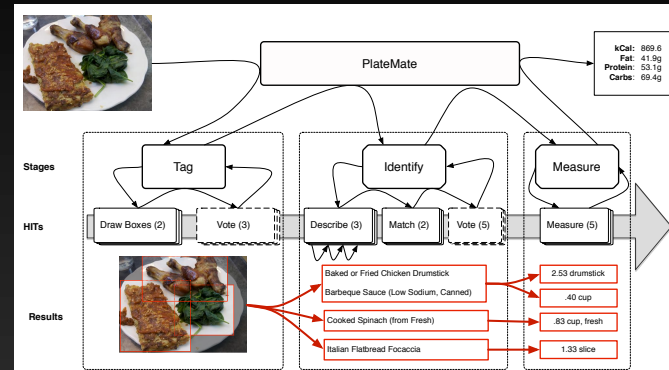 PlateMate
kCal: 869.6
Fat: 41.9g
Protein: 53.1g
Carbs: 69.4g
Stages
Tag
Identify
Measure
HITs
Draw Boxes (2)
Vote (3)
Describe (3)
Match (2)
Vote (5)
Measure (5)
Results
Baked or Fried Chicken Drumstick
Barbeque Sauce (Low Sodium, Canned)
2.53 drumstick
.40 cup
Cooked Spinach (from Fresh)
.83 cup, fresh
Italian Flatbread Focaccia
1.33 slice